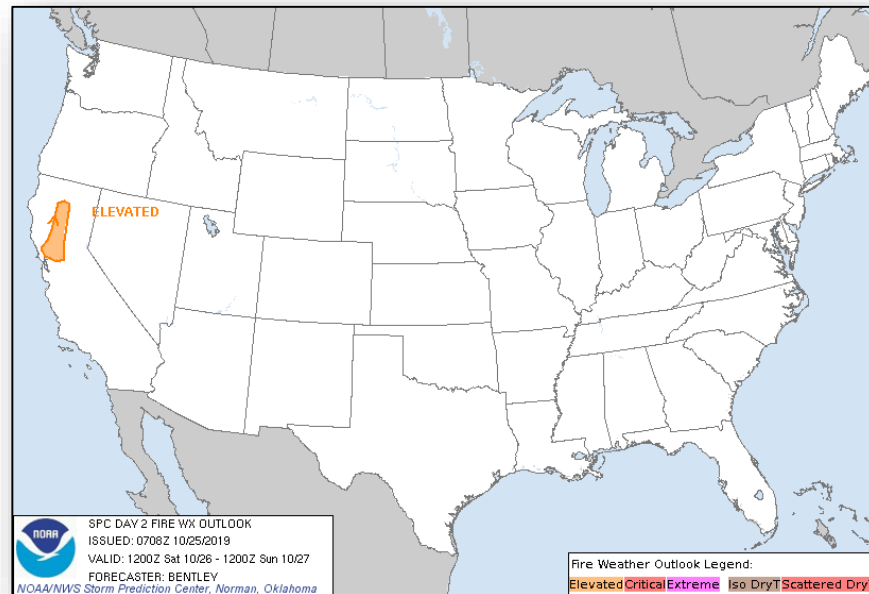 ELEVATED
NOAA
SPC DAY 2 FIRE WX OUTLOOK
ISSUED: 0708Z 10/25/2019
VALID: 1200Z Sat 10/26 - 1200Z Sun 10/27
FORECASTER: BENTLEY
NOAA/NWS Storm Prediction Center, Norman, Oklahoma
Fire Weather Outlook Legend:
Elevated Critical Extreme Iso DryT Scattered Dry